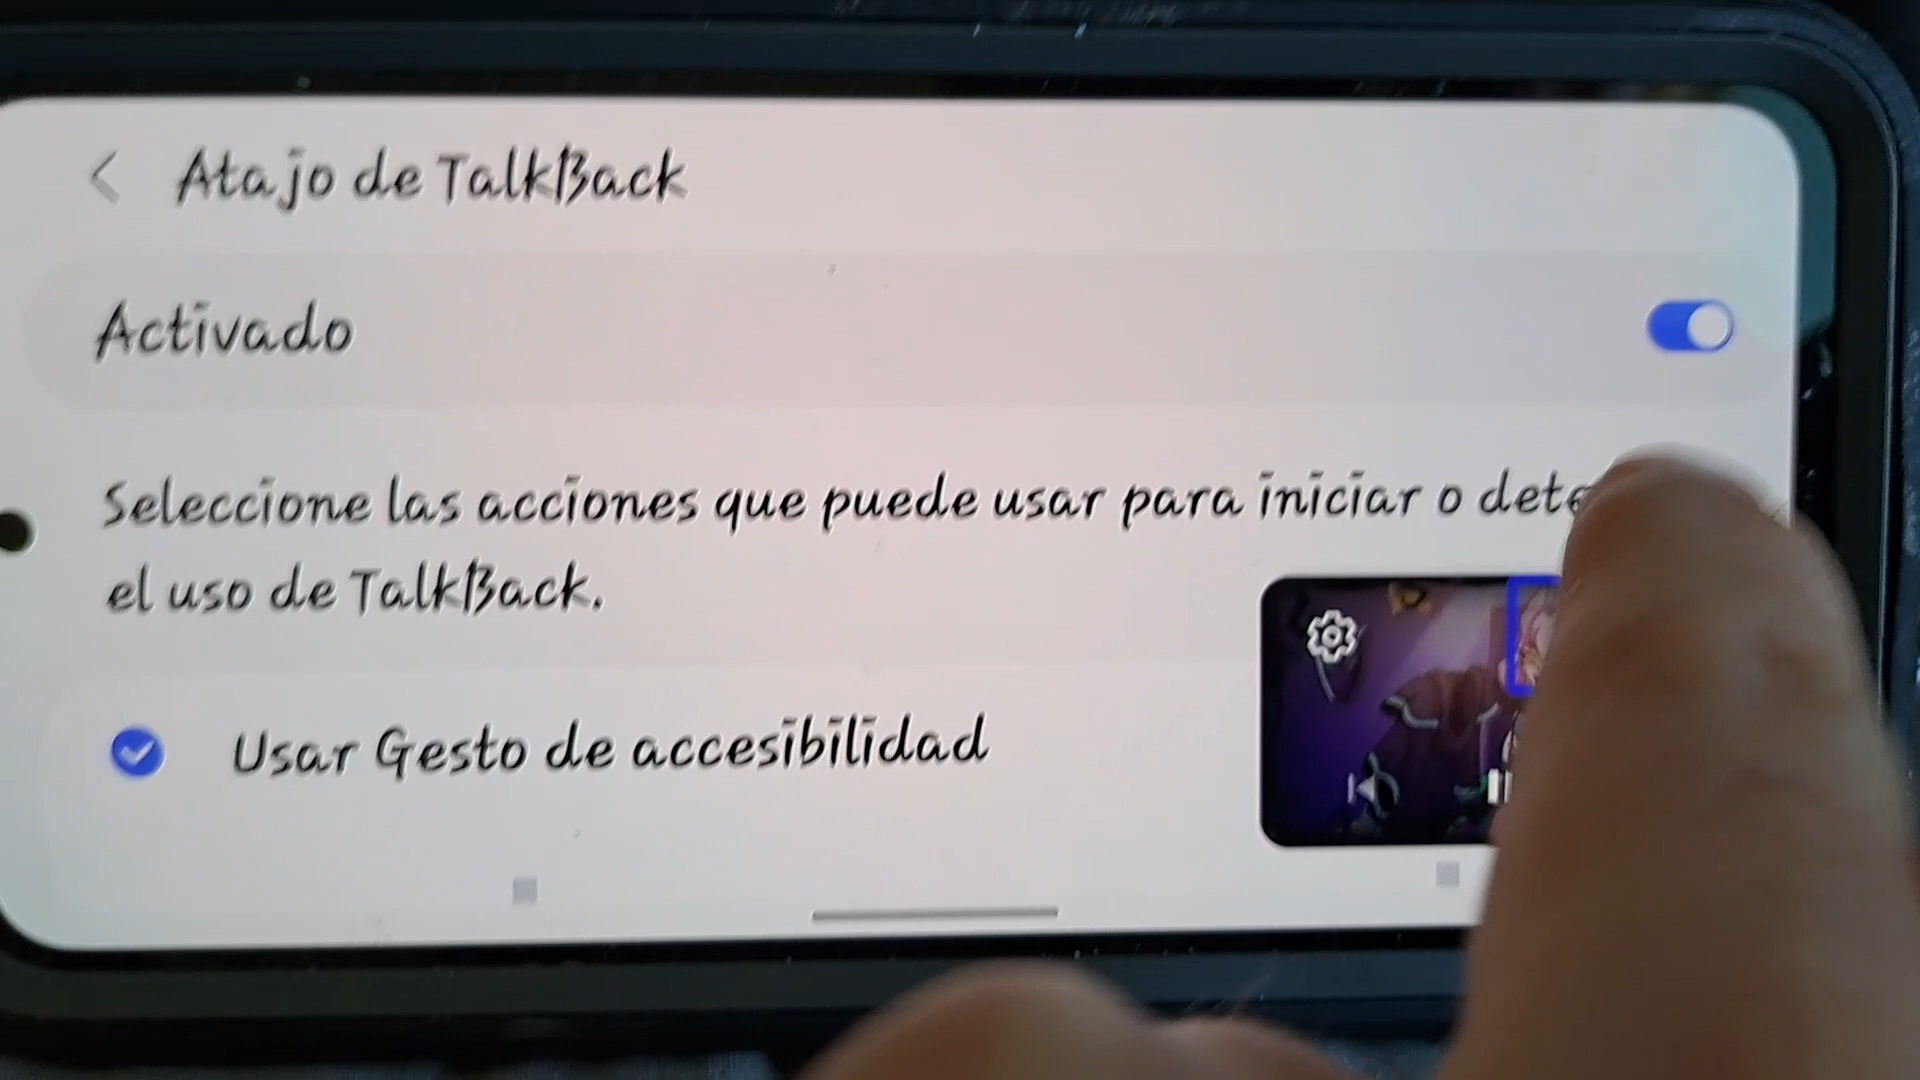 Atajo de TalkBack
Activado
Seleccione las acciones que puede usar para iniciar o
el uso de TalkBack.
Usar Gesto de accesibilidad